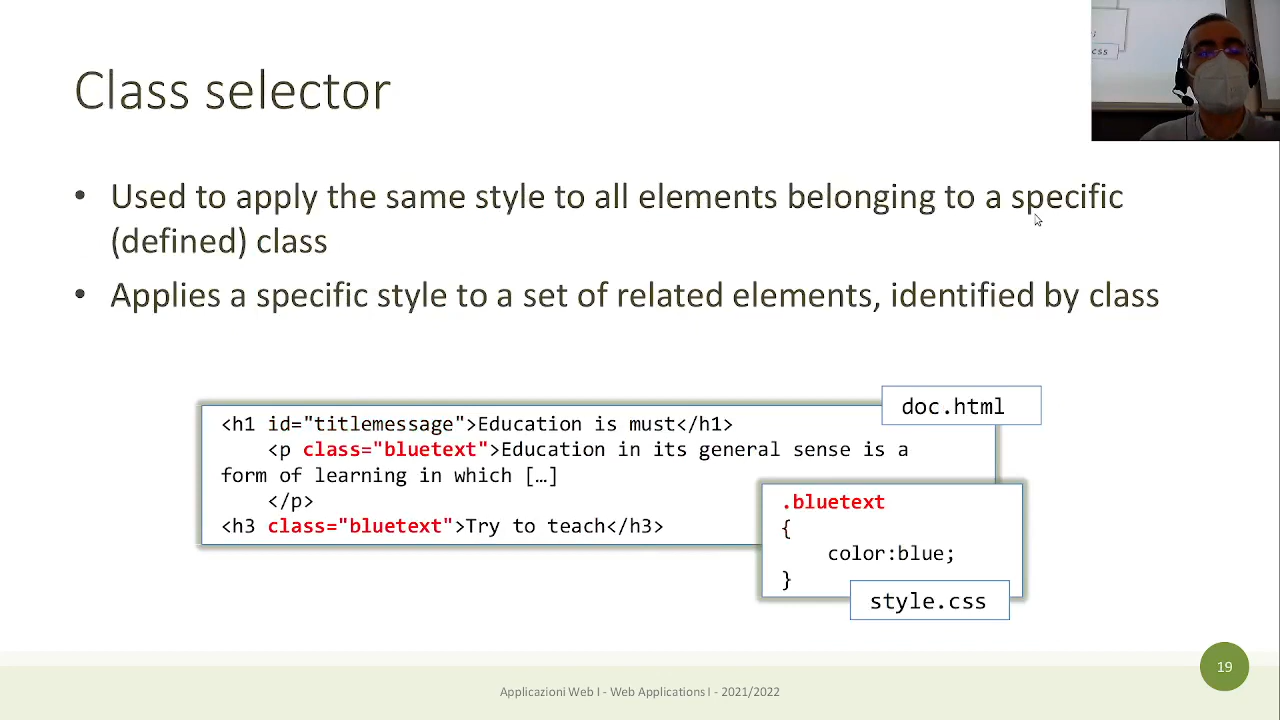 Class selector
• Used to apply the same style to all elements belonging to a specific
(defined) class
• Applies a specific style to a set of related elements, identified by class
doc.html
<h1 id="titlemessage">Education is must</h1>
<p class="bluetext">Education in its general sense is a
form of learning in which […]
</p>
<h3 class="bluetext">Try to teach</h3>
.bluetext
{
color:blue;
}
style.css
19
Applicazioni Web I - Web Applications I - 2021/2022
css